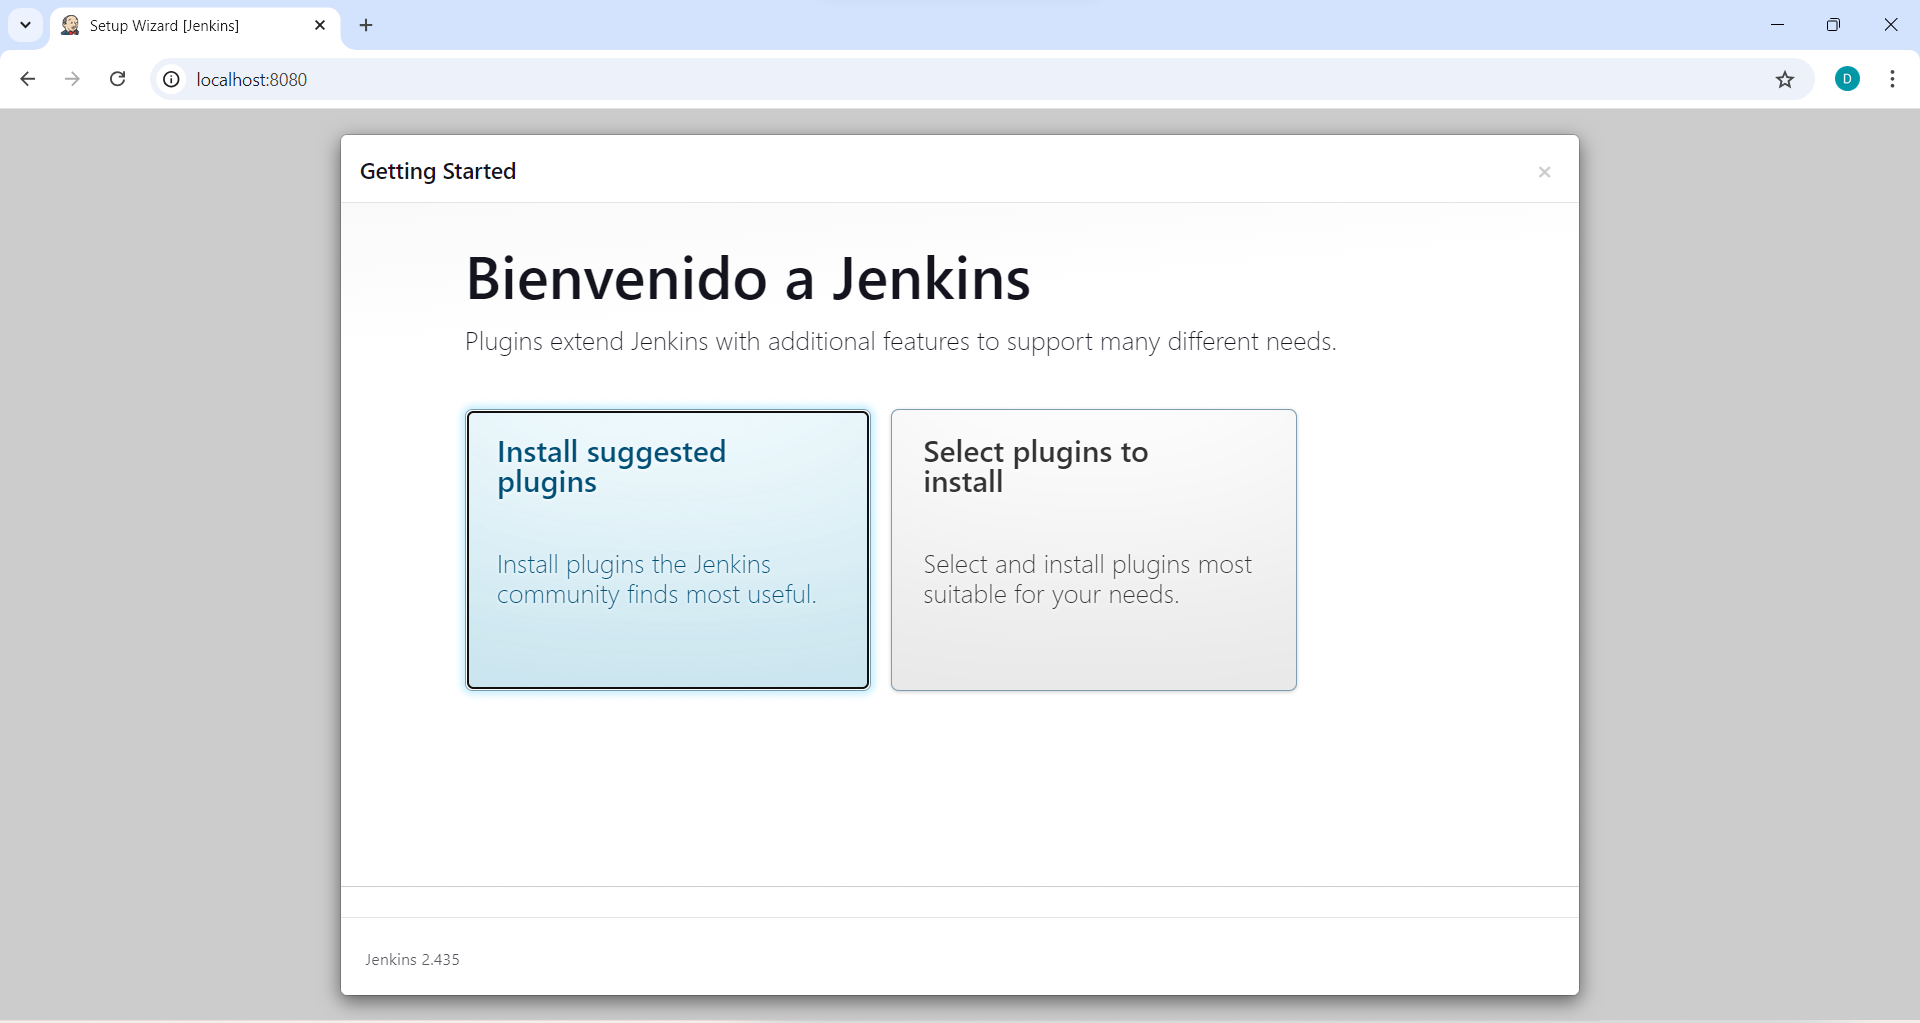 Setup Wizard [Jenkins]
localhost:8080
D
Getting Started
Bienvenido a Jenkins
Plugins extend Jenkins with additional features to support many different needs.
Install suggested
plugins
Install plugins the Jenkins
community finds most useful.
Select plugins to
install
Select and install plugins most
suitable for your needs.
Jenkins 2.435